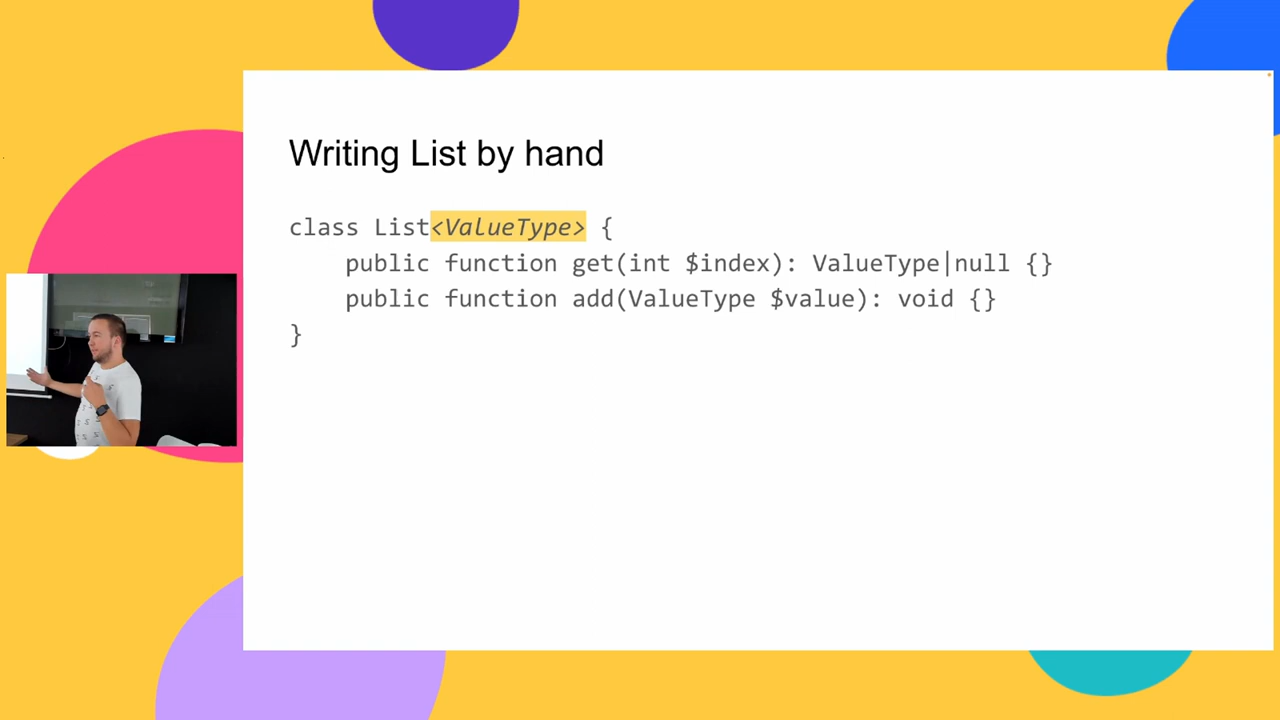 Writing List by hand
class List<ValueType> {
    public function get(int $index): ValueType|null {}
    public function add(ValueType $value): void {}
}